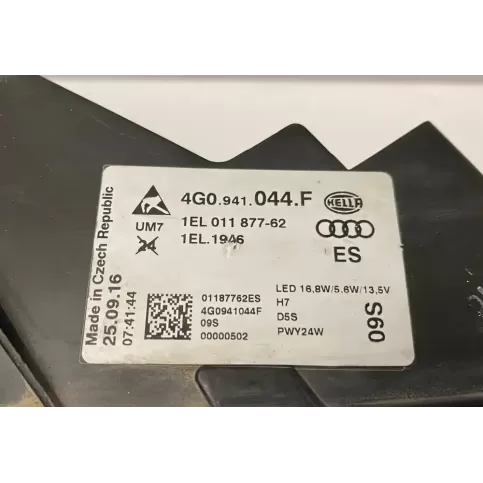 Made in Czech Republic
25.09.16
07:41:44
UM7
24
4G0.941.044.F
1EL 011 877-62
1EL.1946
HELLA
ES
01187762ES
4G0941044F
09S
00000502
LED 16,8W/5.6W/13,5V
H7
D5S
PWY24W
09S